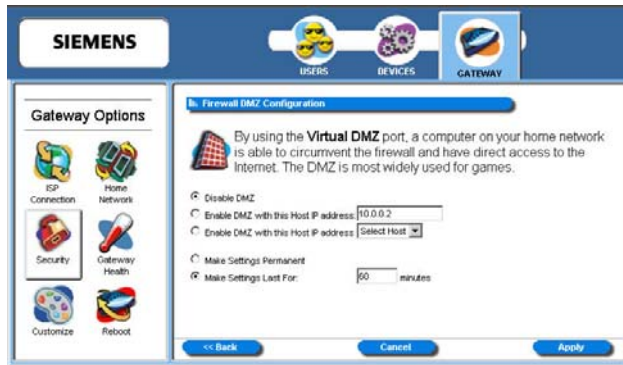 SIEMENS
USERS
DEVICES
GATEWAY
Gateway Options
ISP
Connection
Home
Network
Security
Gateway
Health
Customize
Reboot
Firewall DMZ Configuration
By using the Virtual DMZ port, a computer on your home network
is able to circumvent the firewall and have direct access to the
Internet. The DMZ is most widely used for games.
Disable DMZ
Enable DMZ with this Host IP address: 10.0.0.2
Enable DMZ with this Host IP address Select Host
Make Settings Permanent
Make Settings Last For: 60 minutes
<< Back
Cancel
Apply